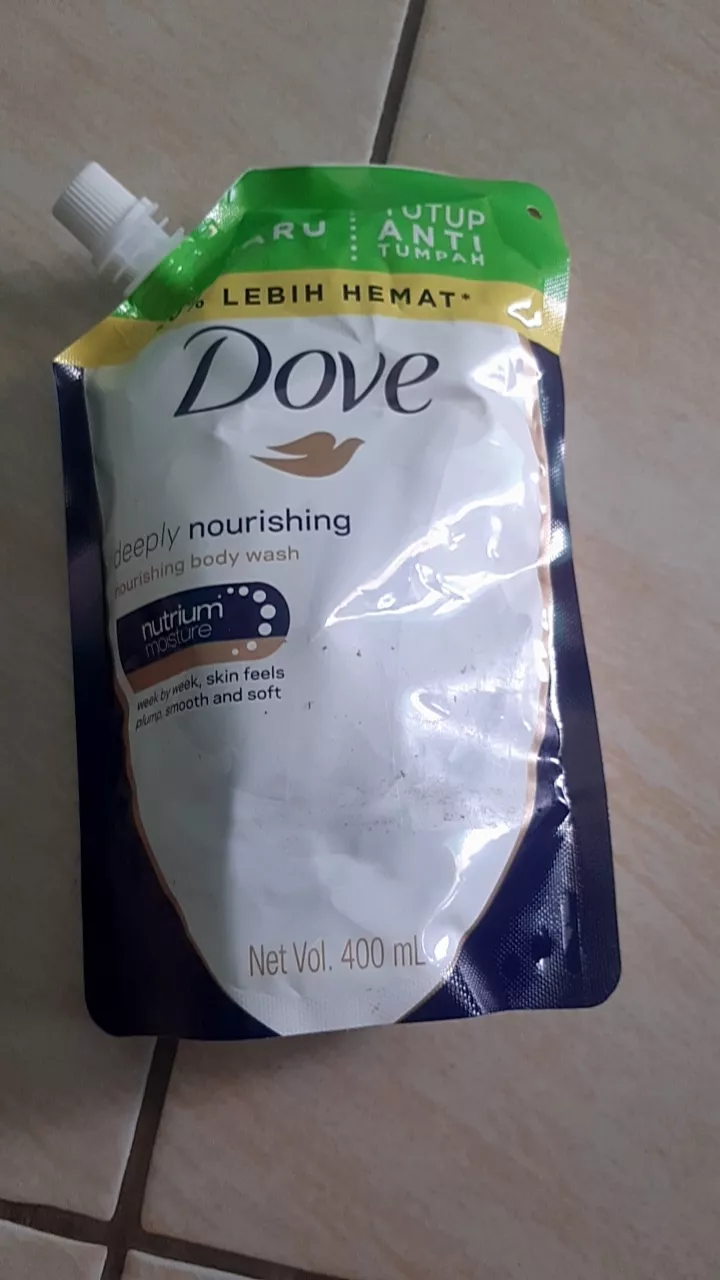 TUTUP
ANTI
TUMPAH
LEBIH HEMAT*
Dove
deeply nourishing
nourishing body wash
nutrium
moisture
week by week, skin feels
plump, smooth and soft
Net Vol. 400 mL